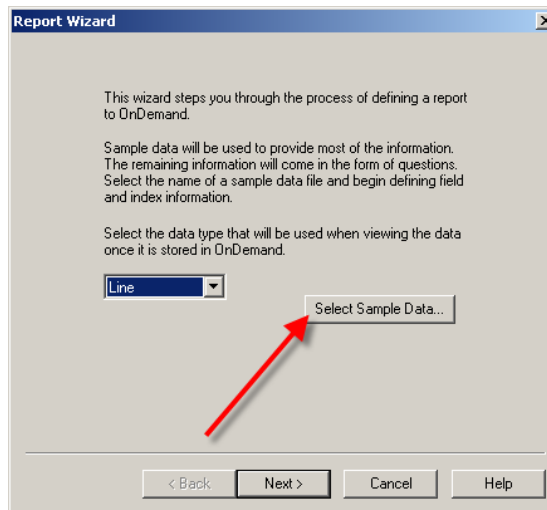 Report Wizard
This wizard steps you through the process of defining a report
to OnDemand.
Sample data will be used to provide most of the information.
The remaining information will come in the form of questions.
Select the name of a sample data file and begin defining field
and index information.
Select the data type that will be used when viewing the data
once it is stored in OnDemand.
Line
Select Sample Data...
< Back
Next >
Cancel
Help